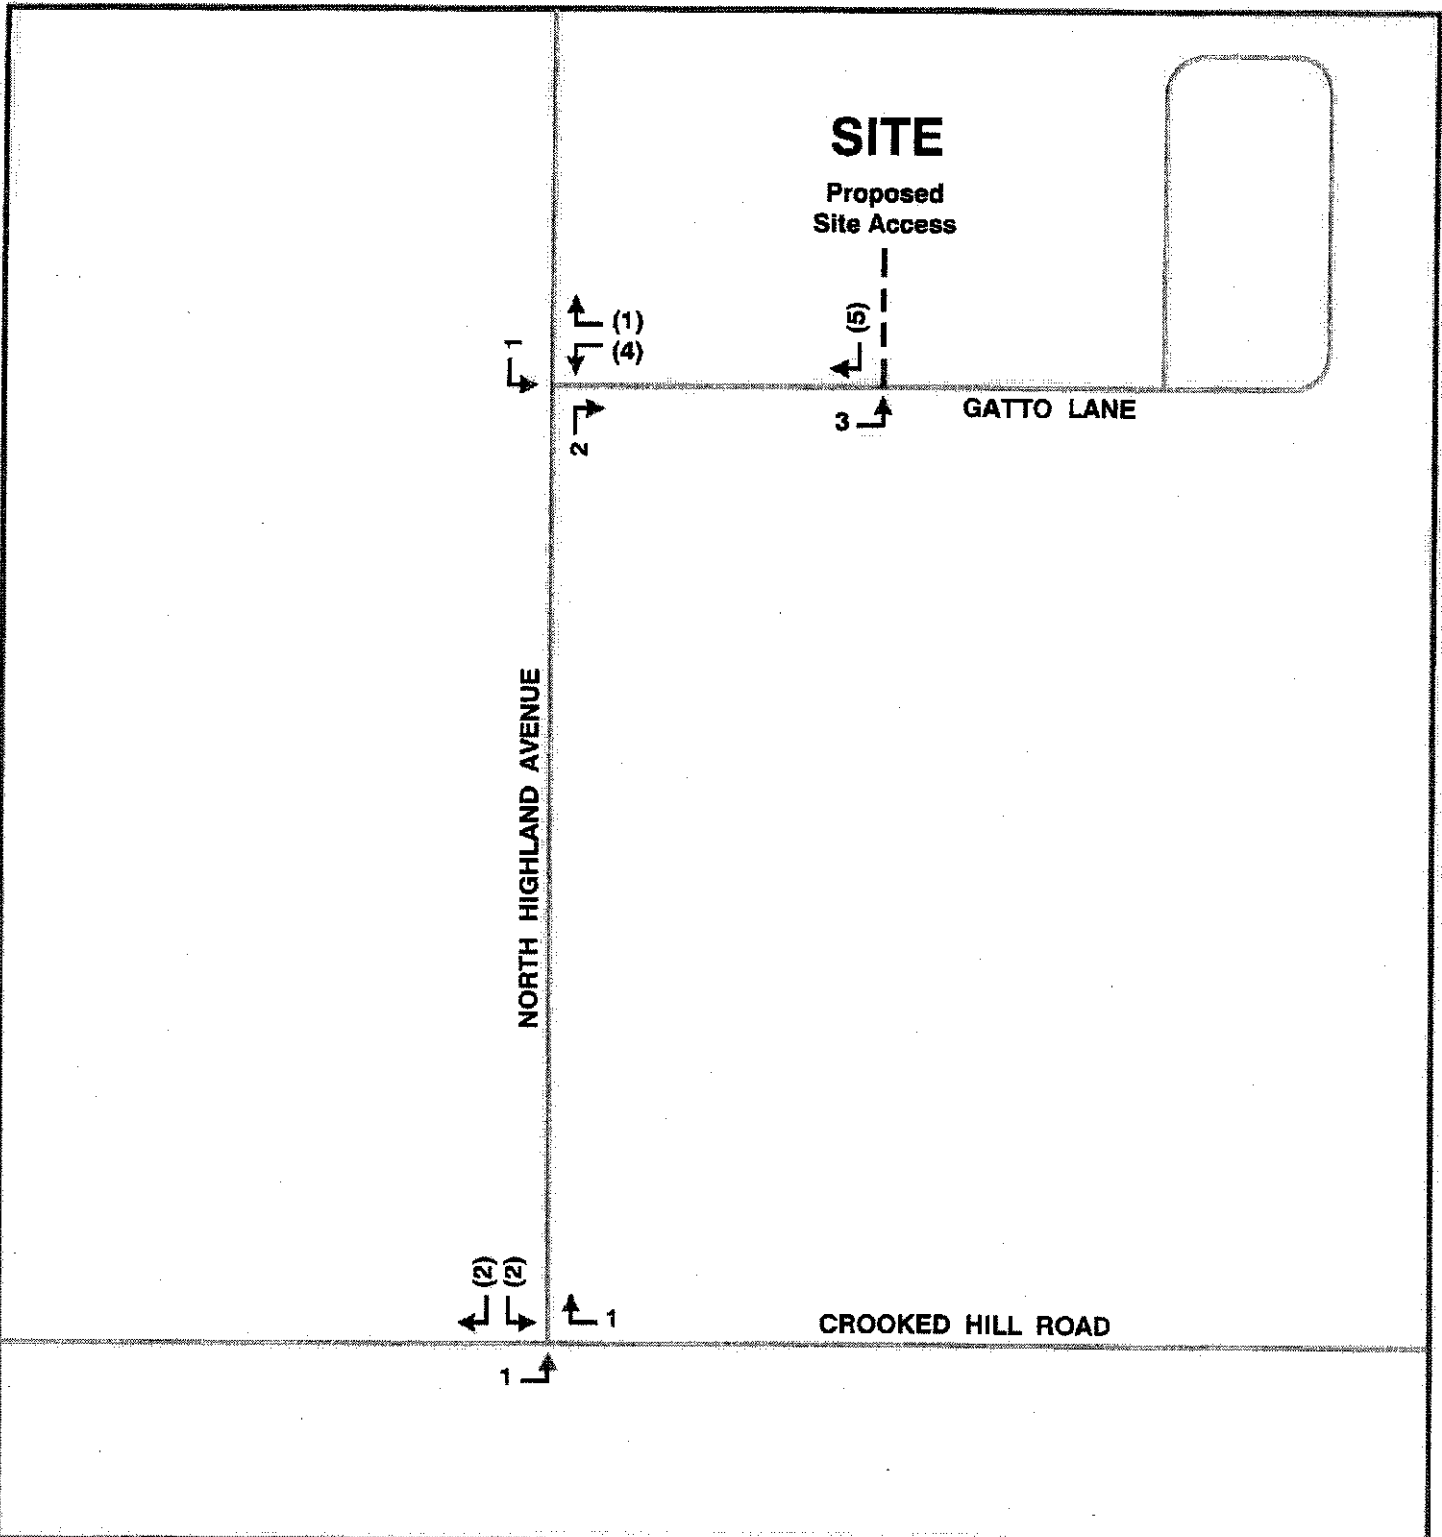 SITE
Proposed
Site Access
(1)
(4)
1
(5)
2
3
GATTO LANE
NORTH HIGHLAND AVENUE
(2)
(2)
1
CROOKED HILL ROAD
1